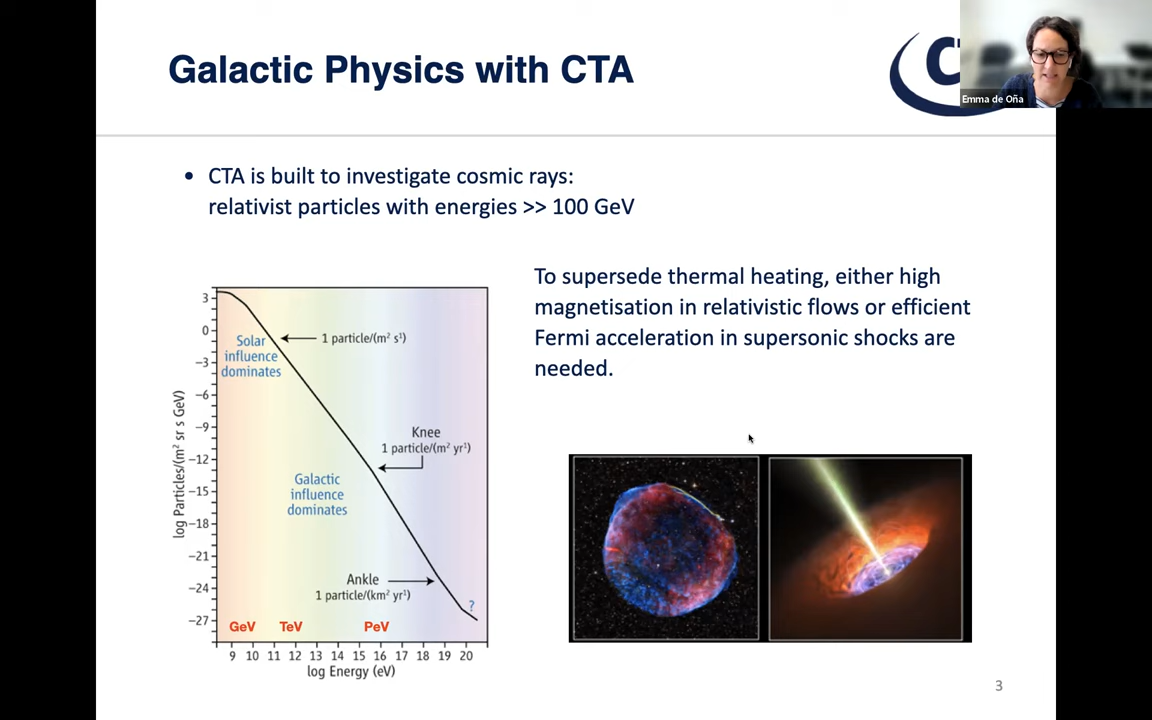 Galactic Physics with CTA
Emma de Oña
• CTA is built to investigate cosmic rays:
relativist particles with energies >> 100 GeV
To supersede thermal heating, either high
magnetisation in relativistic flows or efficient
Fermi acceleration in supersonic shocks are
needed.
log Particles/(m² sr s GeV)
3
0
-3
-6
-9
-12
-15
-18
-21
-24
-27
Solar
influence
dominates
1 particle/(m² s¹)
Knee
1 particle/(m² yr¹)
Galactic
influence
dominates
Ankle
1 particle/(km² yr¹)
?
GeV TeV PeV
9 10 11 12 13 14 15 16 17 18 19 20
log Energy (eV)
3